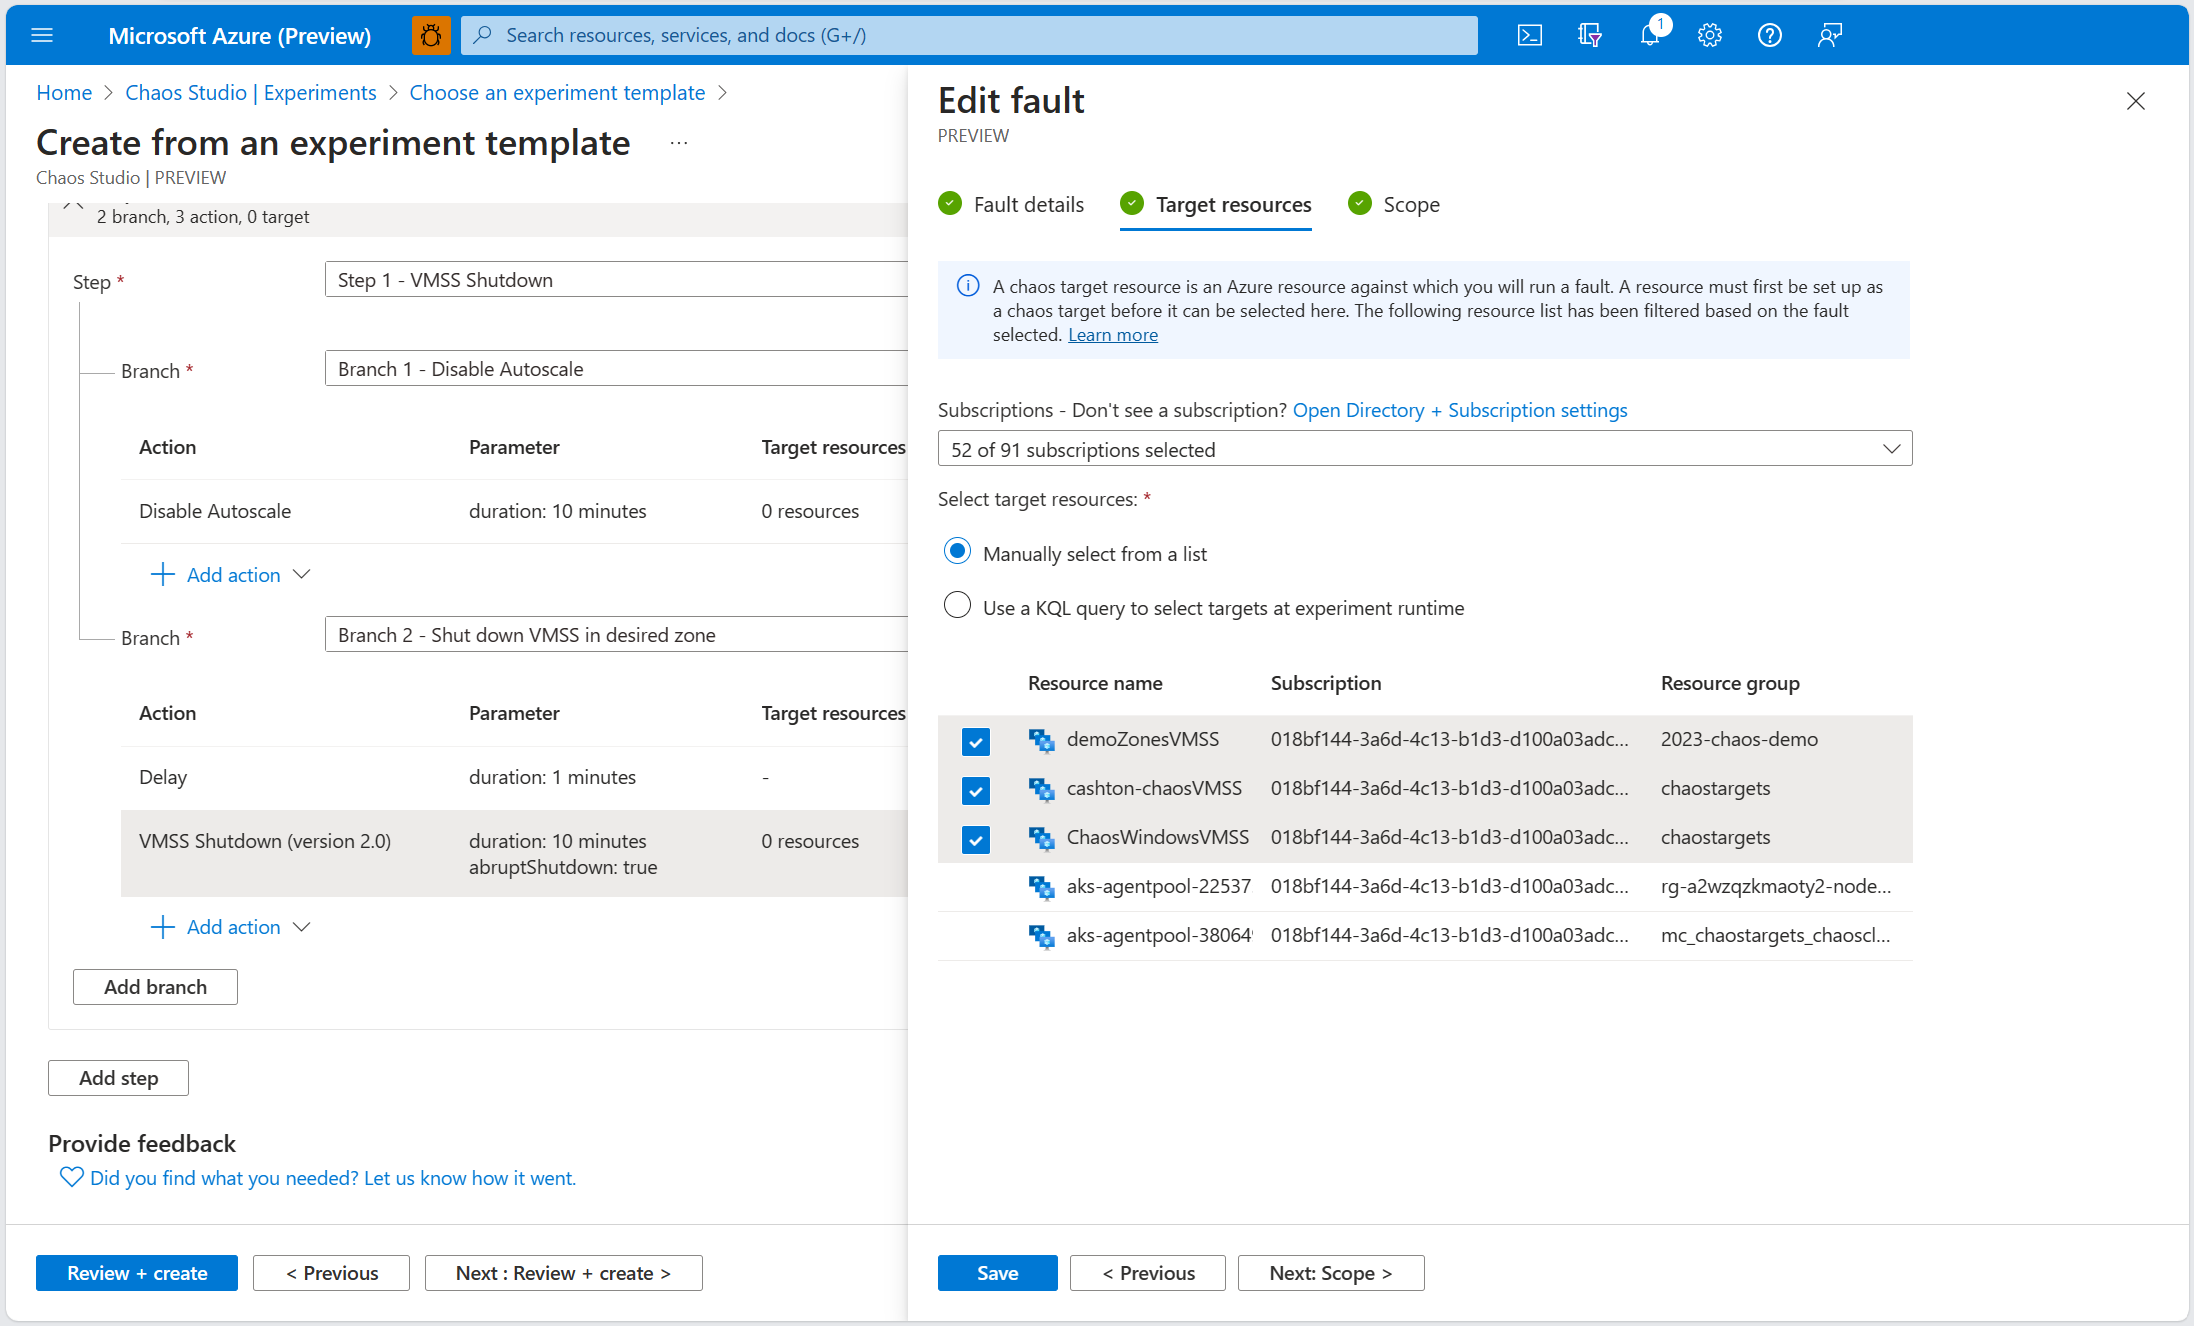 Microsoft Azure (Preview)
Search resources, services, and docs (G+/)
1
Home > Chaos Studio | Experiments > Choose an experiment template >
Create from an experiment template ...
Chaos Studio | PREVIEW
2 branch, 3 action, 0 target
Step *
Step 1 - VMSS Shutdown
Branch *
Branch 1 - Disable Autoscale
Action Parameter Target resources
Disable Autoscale duration: 10 minutes 0 resources
Add action
Branch *
Branch 2 - Shut down VMSS in desired zone
Action Parameter Target resources
Delay duration: 1 minutes -
VMSS Shutdown (version 2.0) duration: 10 minutes 0 resources
abruptShutdown: true
Add action
Add branch
Add step
Provide feedback
Did you find what you needed? Let us know how it went.
Review + create
< Previous
Next : Review + create >
Edit fault
PREVIEW
Fault details
Target resources
Scope
A chaos target resource is an Azure resource against which you will run a fault. A resource must first be set up as
a chaos target before it can be selected here. The following resource list has been filtered based on the fault
selected. Learn more
Subscriptions - Don't see a subscription? Open Directory + Subscription settings
52 of 91 subscriptions selected
Select target resources: *
Manually select from a list
Use a KQL query to select targets at experiment runtime
Resource name Subscription Resource group
demoZonesVMSS 018bf144-3a6d-4c13-b1d3-d100a03adc... 2023-chaos-demo
cashton-chaosVMSS 018bf144-3a6d-4c13-b1d3-d100a03adc... chaostargets
ChaosWindowsVMSS 018bf144-3a6d-4c13-b1d3-d100a03adc... chaostargets
aks-agentpool-22537 018bf144-3a6d-4c13-b1d3-d100a03adc... rg-a2wzqzkmaoty2-node...
aks-agentpool-38064 018bf144-3a6d-4c13-b1d3-d100a03adc... mc_chaostargets_chaoscl...
Save
< Previous
Next: Scope >